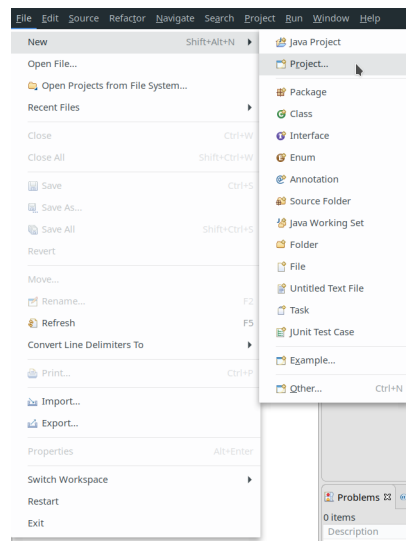 File Edit Source Refactor Navigate Search Project Run Window Help
New Shift+Alt+N
Open File...
Open Projects from File System...
Recent Files
Close Ctrl+W
Close All Shift+Ctrl+W
Save Ctrl+S
Save As...
Save All Shift+Ctrl+S
Revert
Move...
Rename... F2
Refresh F5
Convert Line Delimiters To
Print... Ctrl+P
Import...
Export...
Properties Alt+Enter
Switch Workspace
Restart
Exit
Java Project
Project...
Package
Class
Interface
Enum
Annotation
Source Folder
Java Working Set
Folder
File
Untitled Text File
Task
JUnit Test Case
Example...
Other... Ctrl+N
Problems
0 items
Description